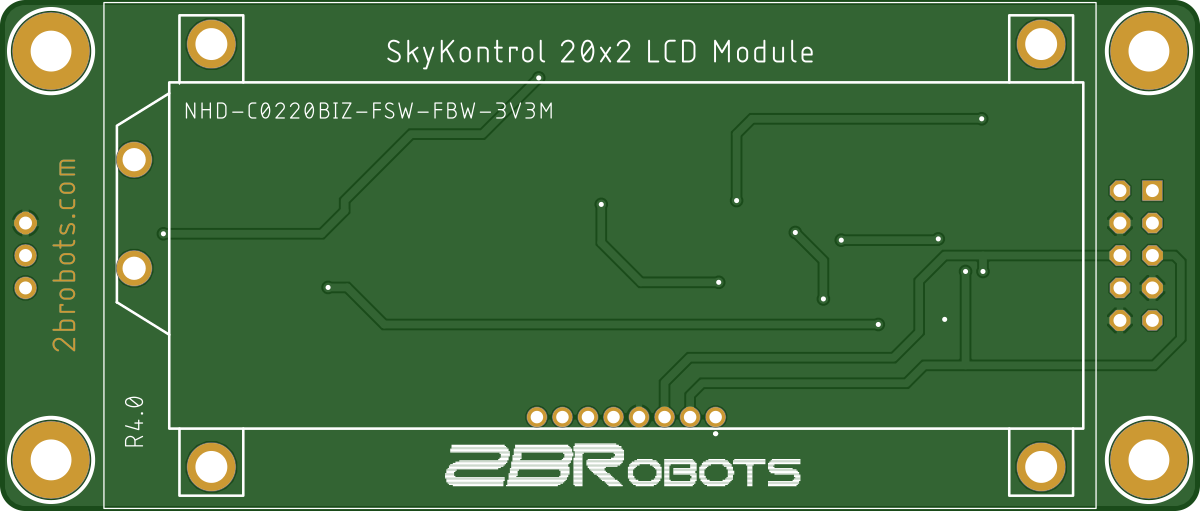 SkyKontrol 20x2 LCD Module
NHD-C0220BIZ-FSW-FBW-3V3M
2brobots.com
R4.0
2BROBOTS